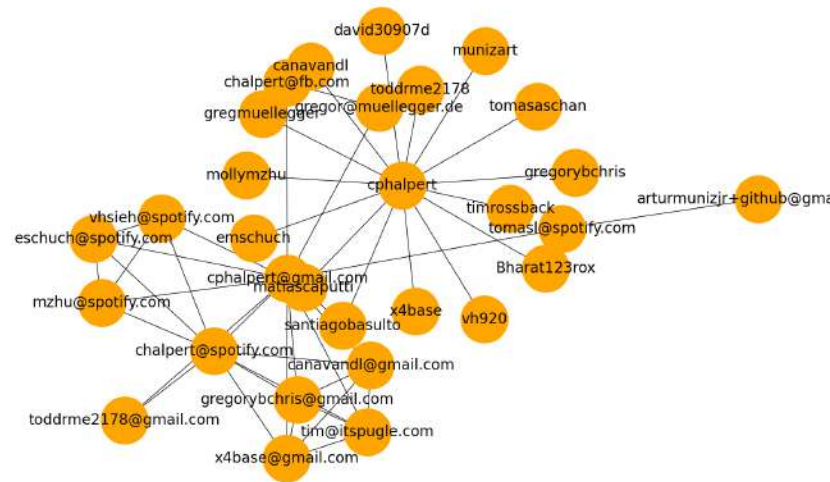 david30907d
munizart
canavandl
chalpert@fb.com
toddrme2178
gregmuellegger
gregor@muellegger.de
tomasaschan
mollymzhu
cphalpert
gregorybchris
arturmunizjr+github@gma
vhsieh@spotify.com
timrossback
eschuch@spotify.com
emschuch
tomasl@spotify.com
Bharat123rox
cphalpert@gmail.com
matiascaputti
mzhu@spotify.com
santiagobasulto
x4base
vh920
chalpert@spotify.com
canavandl@gmail.com
gregorybchris@gmail.com
toddrme2178@gmail.com
tim@itspugle.com
x4base@gmail.com